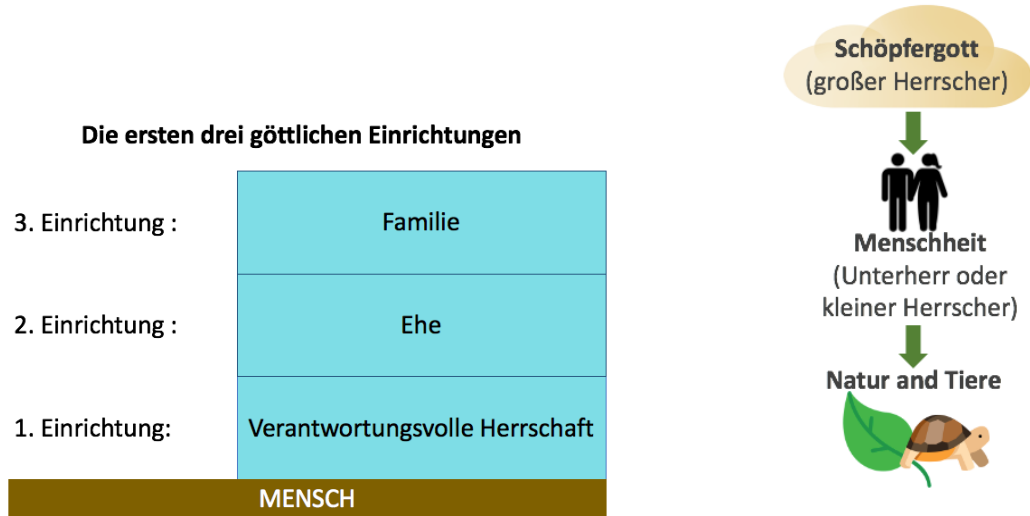 Die ersten drei göttlichen Einrichtungen
3. Einrichtung :
Familie
2. Einrichtung :
Ehe
1. Einrichtung:
Verantwortungsvolle Herrschaft
MENSCH
Schöpfergott
(großer Herrscher)
Menschheit
(Unterherr oder
kleiner Herrscher)
Natur and Tiere